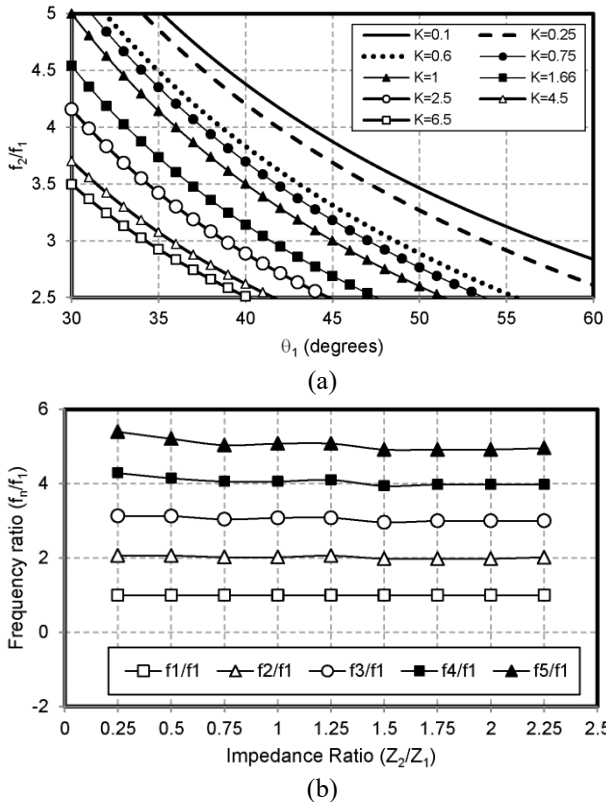 5
4.5
4
3.5
3
2.5
f₂/f₁
K=0.1 K=0.25
K=0.6 K=0.75
K=1 K=1.66
K=2.5 K=4.5
K=6.5
30 35 40 45 50 55 60
θ₁ (degrees)
(a)
6
4
2
0
-2
Frequency ratio (fₙ/f₁)
f1/f1 f2/f1 f3/f1 f4/f1 f5/f1
0 0.25 0.5 0.75 1 1.25 1.5 1.75 2 2.25 2.5
Impedance Ratio (Z₂/Z₁)
(b)